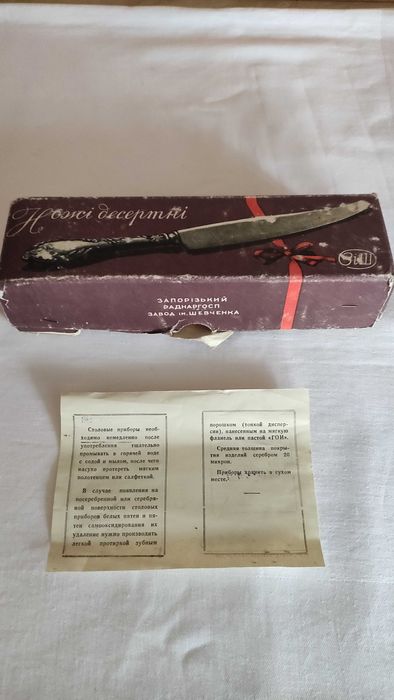 Ножі десертні
ЗАПОРІЗЬКИЙ
РАДНАРГОСП
ЗАВОД ім. ШЕВЧЕНКА
Столовые приборы необ-
ходимо немедленно после
употребления тщательно
промывать в горячей воде
с содой и мылом, после чего
насухо протереть мягким
полотенцем или салфеткой.
В случае появления на
посеребренной или серебря-
ной поверхности столовых
приборов белых пятен и пя-
тен самооксидирования их
удаление нужно производить
легкой протиркой зубным
порошком (тонкой диспер-
сии), нанесенным на мягкую
фланель или пастой «ГОИ».
Средняя толщина покры-
тия изделий серебром 20
микрон.
Приборы хранить в сухом
месте.